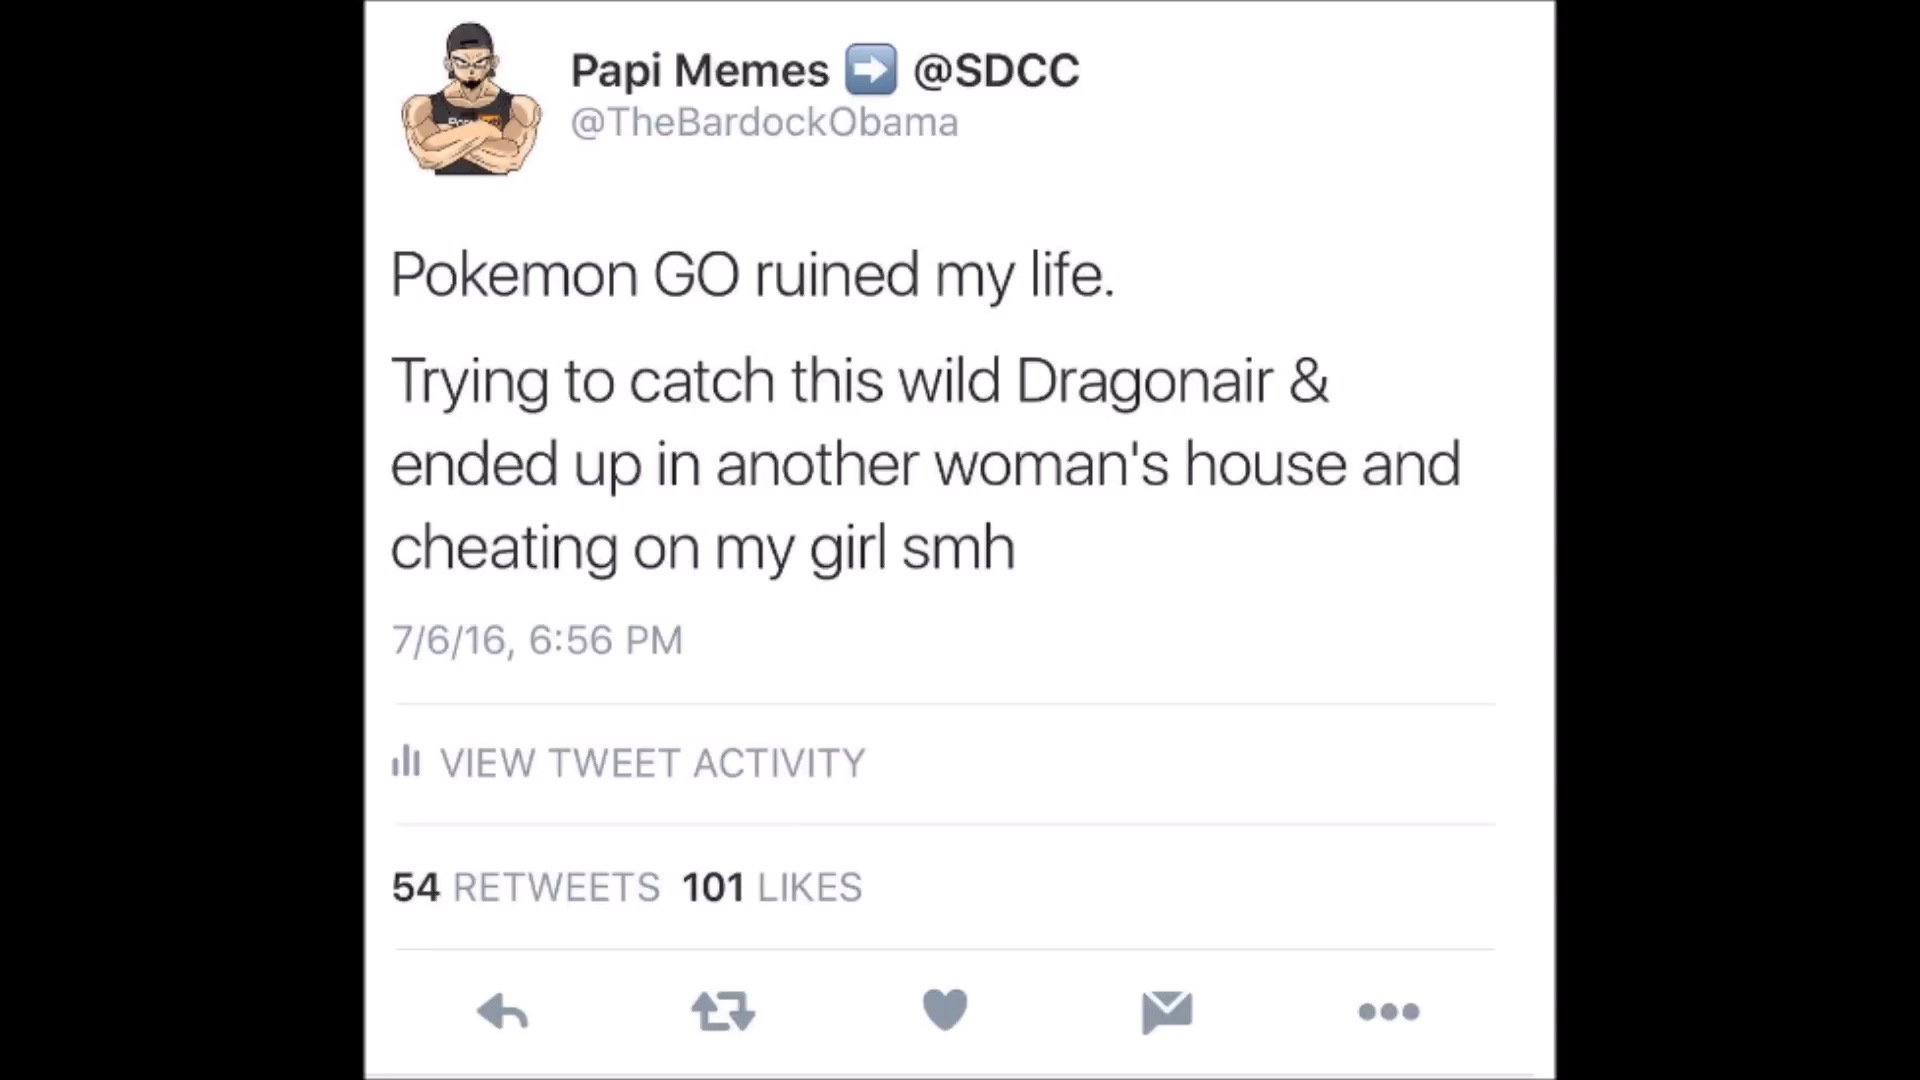 Papi Memes ➡️ @SDCC
@TheBardockObama
Pokemon GO ruined my life.
Trying to catch this wild Dragonair &
ended up in another woman's house and
cheating on my girl smh
7/6/16, 6:56 PM
VIEW TWEET ACTIVITY
54 RETWEETS 101 LIKES